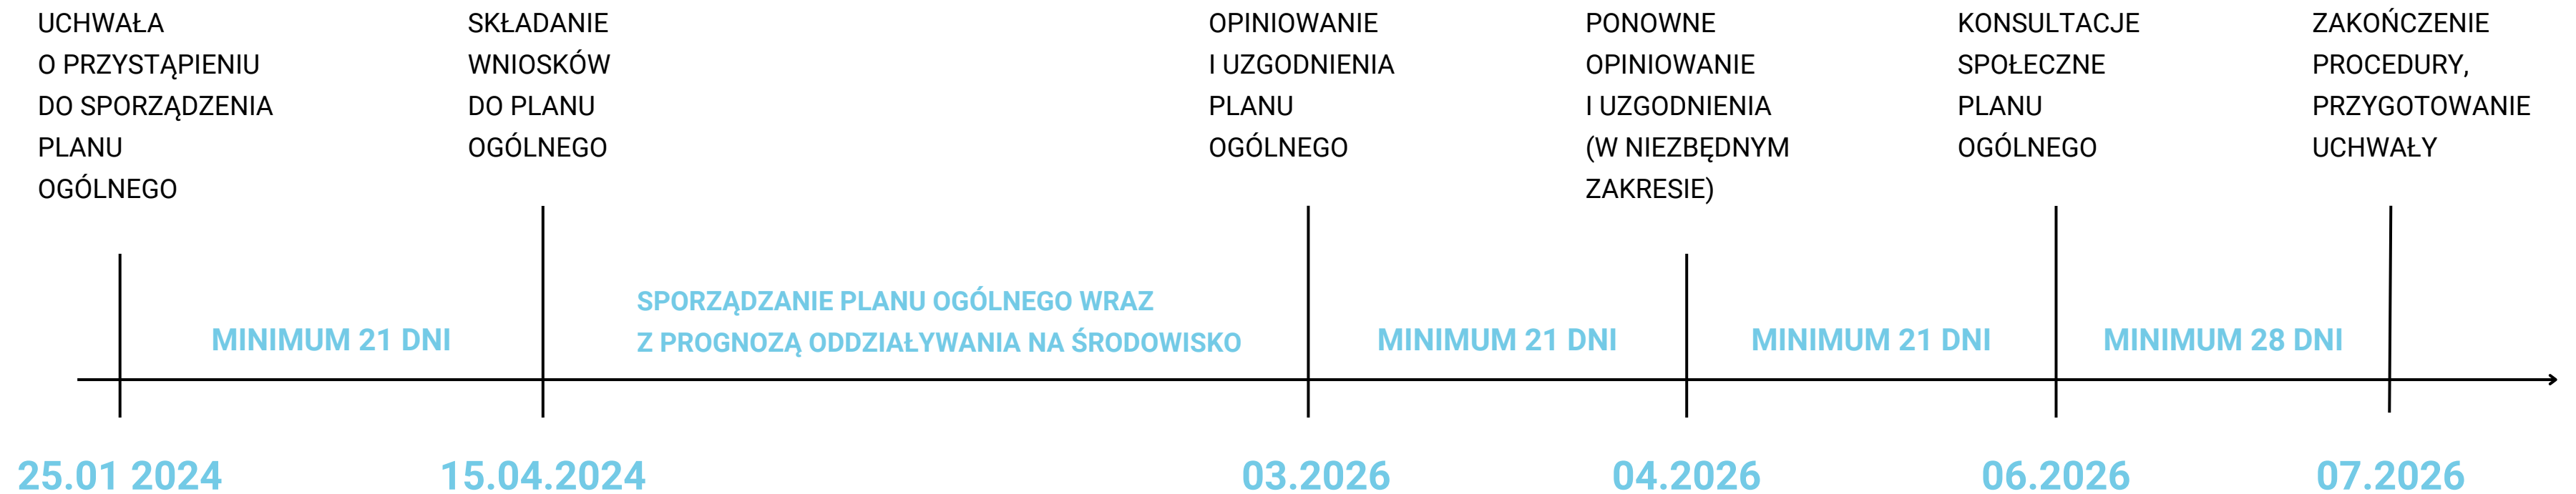 UCHWAŁA
O PRZYSTĄPIENIU
DO SPORZĄDZENIA
PLANU
OGÓLNEGO
SKŁADANIE
WNIOSKÓW
DO PLANU
OGÓLNEGO
OPINIOWANIE
I UZGODNIENIA
PLANU
OGÓLNEGO
PONOWNE
OPINIOWANIE
I UZGODNIENIA
(W NIEZBĘDNYM
ZAKRESIE)
KONSULTACJE
SPOŁECZNE
PLANU
OGÓLNEGO
ZAKOŃCZENIE
PROCEDURY,
PRZYGOTOWANIE
UCHWAŁY
MINIMUM 21 DNI
SPORZĄDZANIE PLANU OGÓLNEGO WRAZ
Z PROGNOZĄ ODDZIAŁYWANIA NA ŚRODOWISKO
MINIMUM 21 DNI
MINIMUM 21 DNI
MINIMUM 28 DNI
25.01 2024
15.04.2024
03.2026
04.2026
06.2026
07.2026